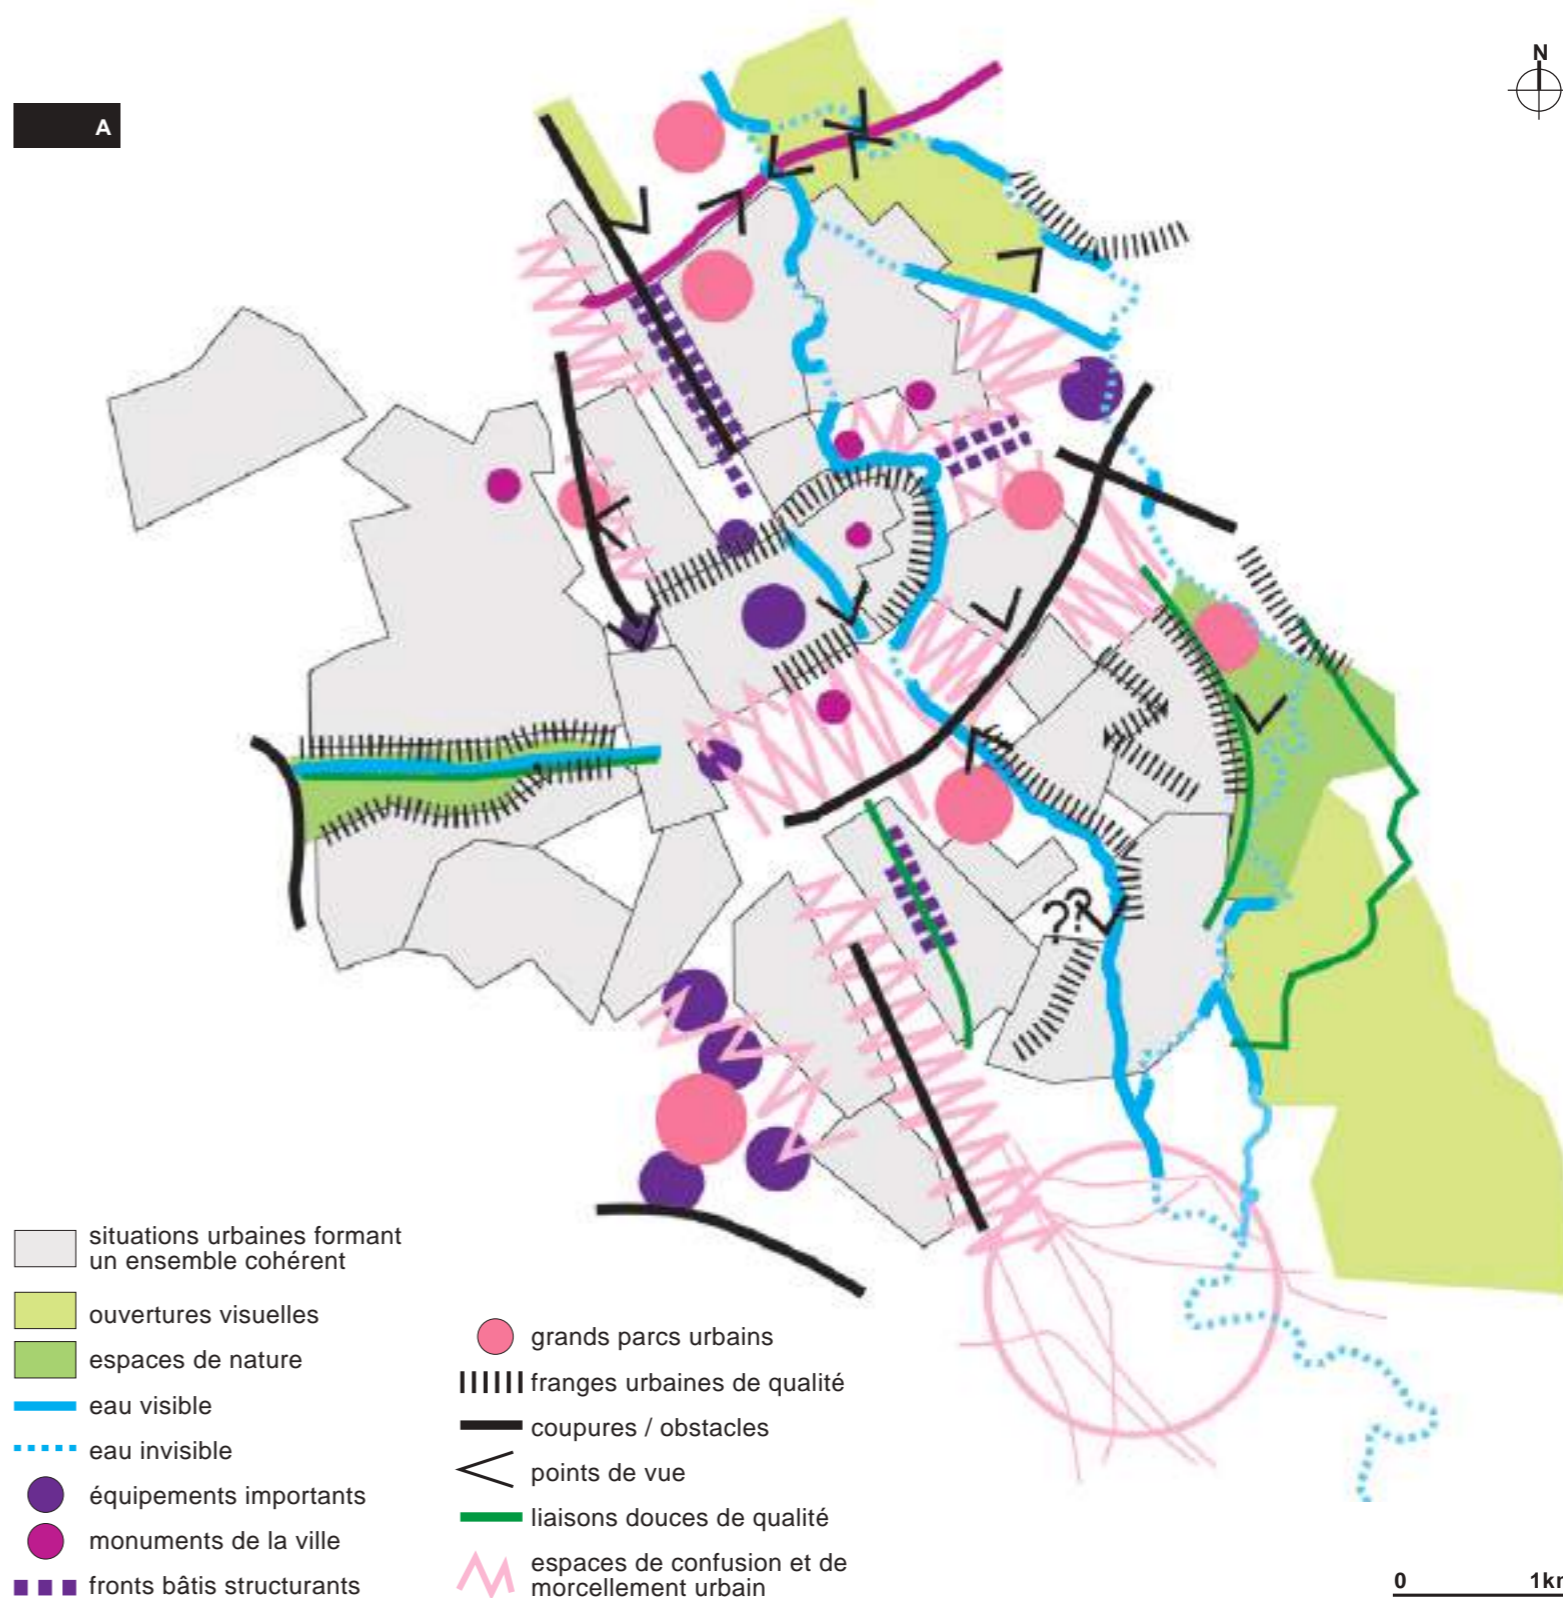 N
A
??
situations urbaines formant
un ensemble cohérent
ouvertures visuelles
espaces de nature
eau visible
eau invisible
équipements importants
monuments de la ville
fronts bâtis structurants
grands parcs urbains
franges urbaines de qualité
coupures / obstacles
points de vue
liaisons douces de qualité
espaces de confusion et de
morcellement urbain
0 1km